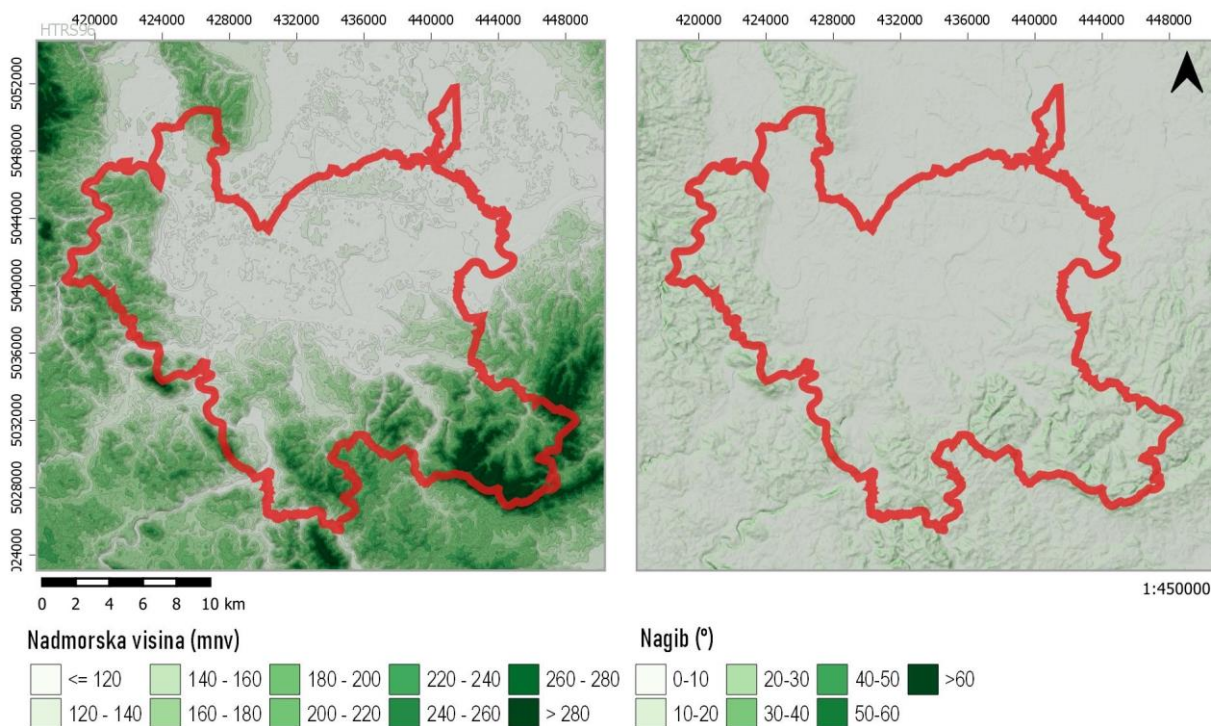 420000 424000 428000 432000 436000 440000 444000 448000
420000 424000 428000 432000 436000 440000 444000 448000
HTRS96
5052000
5048000
5044000
5040000
5036000
5032000
5028000
024000
0 2 4 6 8 10 km
1:450000
Nadmorska visina (mnv)
<= 120 140 - 160 180 - 200 220 - 240 260 - 280
120 - 140 160 - 180 200 - 220 240 - 260 > 280
Nagib (°)
0-10 20-30 40-50 >60
10-20 30-40 50-60